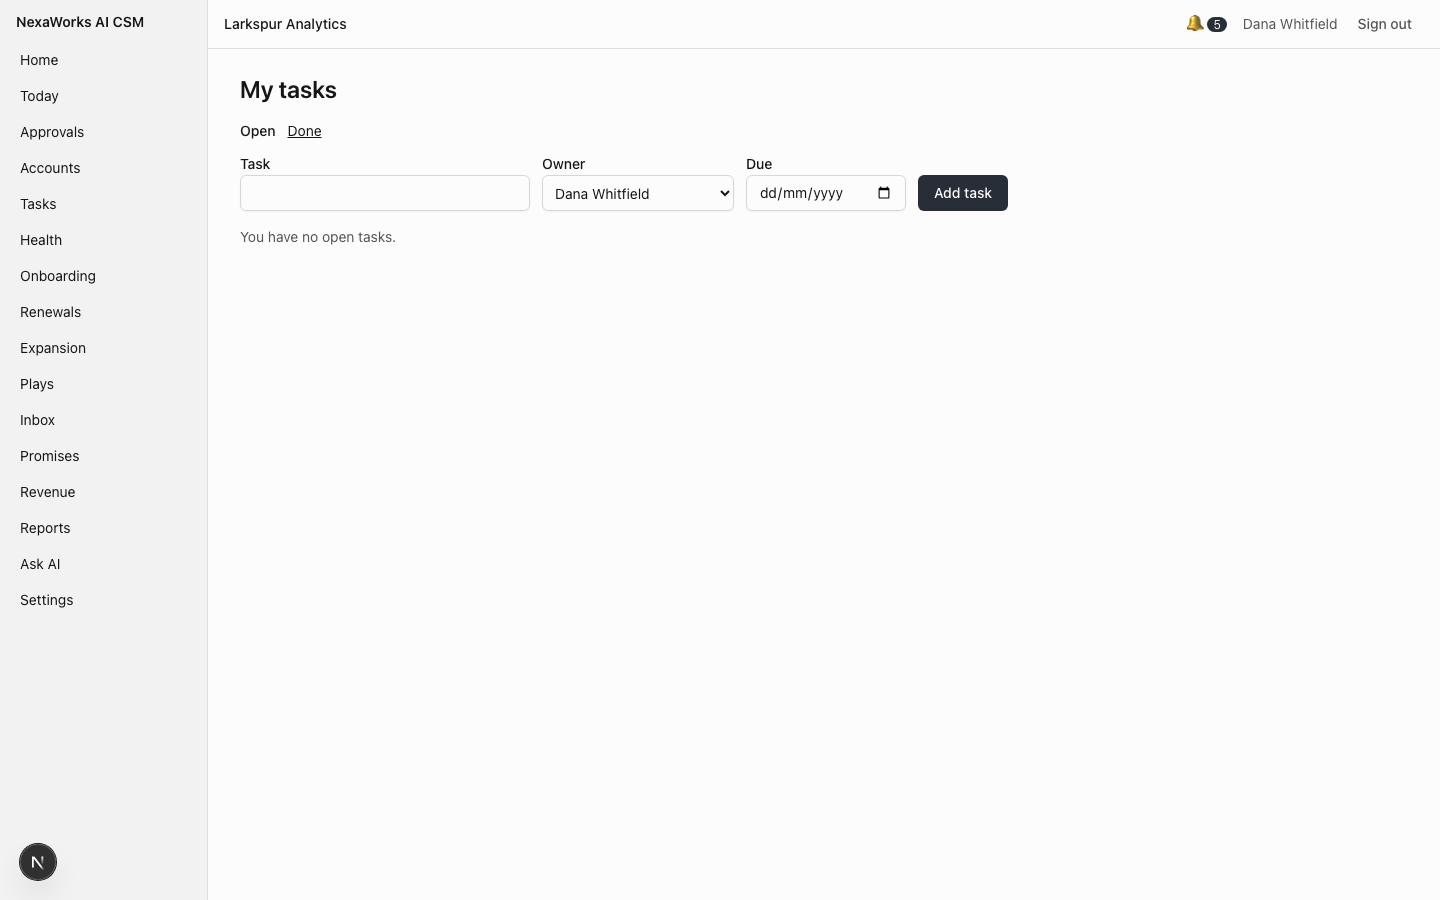 NexaWorks AI CSM
Home
Today
Approvals
Accounts
Tasks
Health
Onboarding
Renewals
Expansion
Plays
Inbox
Promises
Revenue
Reports
Ask AI
Settings
N
Larkspur Analytics
5 Dana Whitfield Sign out
My tasks
Open Done
Task Owner Due
Dana Whitfield dd/mm/yyyy Add task
You have no open tasks.